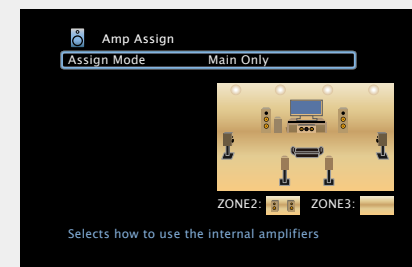 Amp Assign
Assign Mode Main Only
ZONE2: ZONE3:
Selects how to use the internal amplifiers